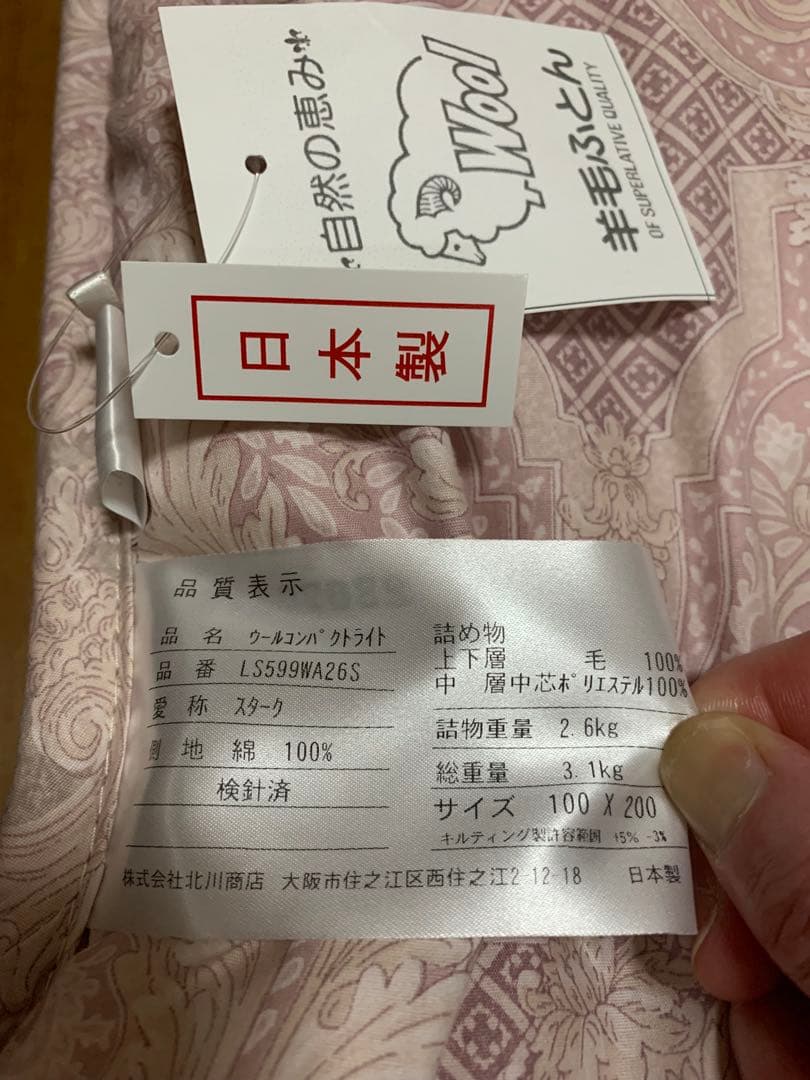 自然の恵み
Wool
羊毛ふとん
OF SUPERLATIVE QUALITY
日本製
品質表示
品名 ウールコンパクトライト
品番 LS599WA26S
愛称 スターク
側地 綿 100%
検針済
詰め物
上下層 毛 100%
中 層中芯ポリエステル100%
詰物重量 2.6kg
総重量 3.1kg
サイズ 100 X 200
キルティング製許容範囲 +5% -3%
株式会社北川商店 大阪市住之江区西住之江2-12-18 日本製